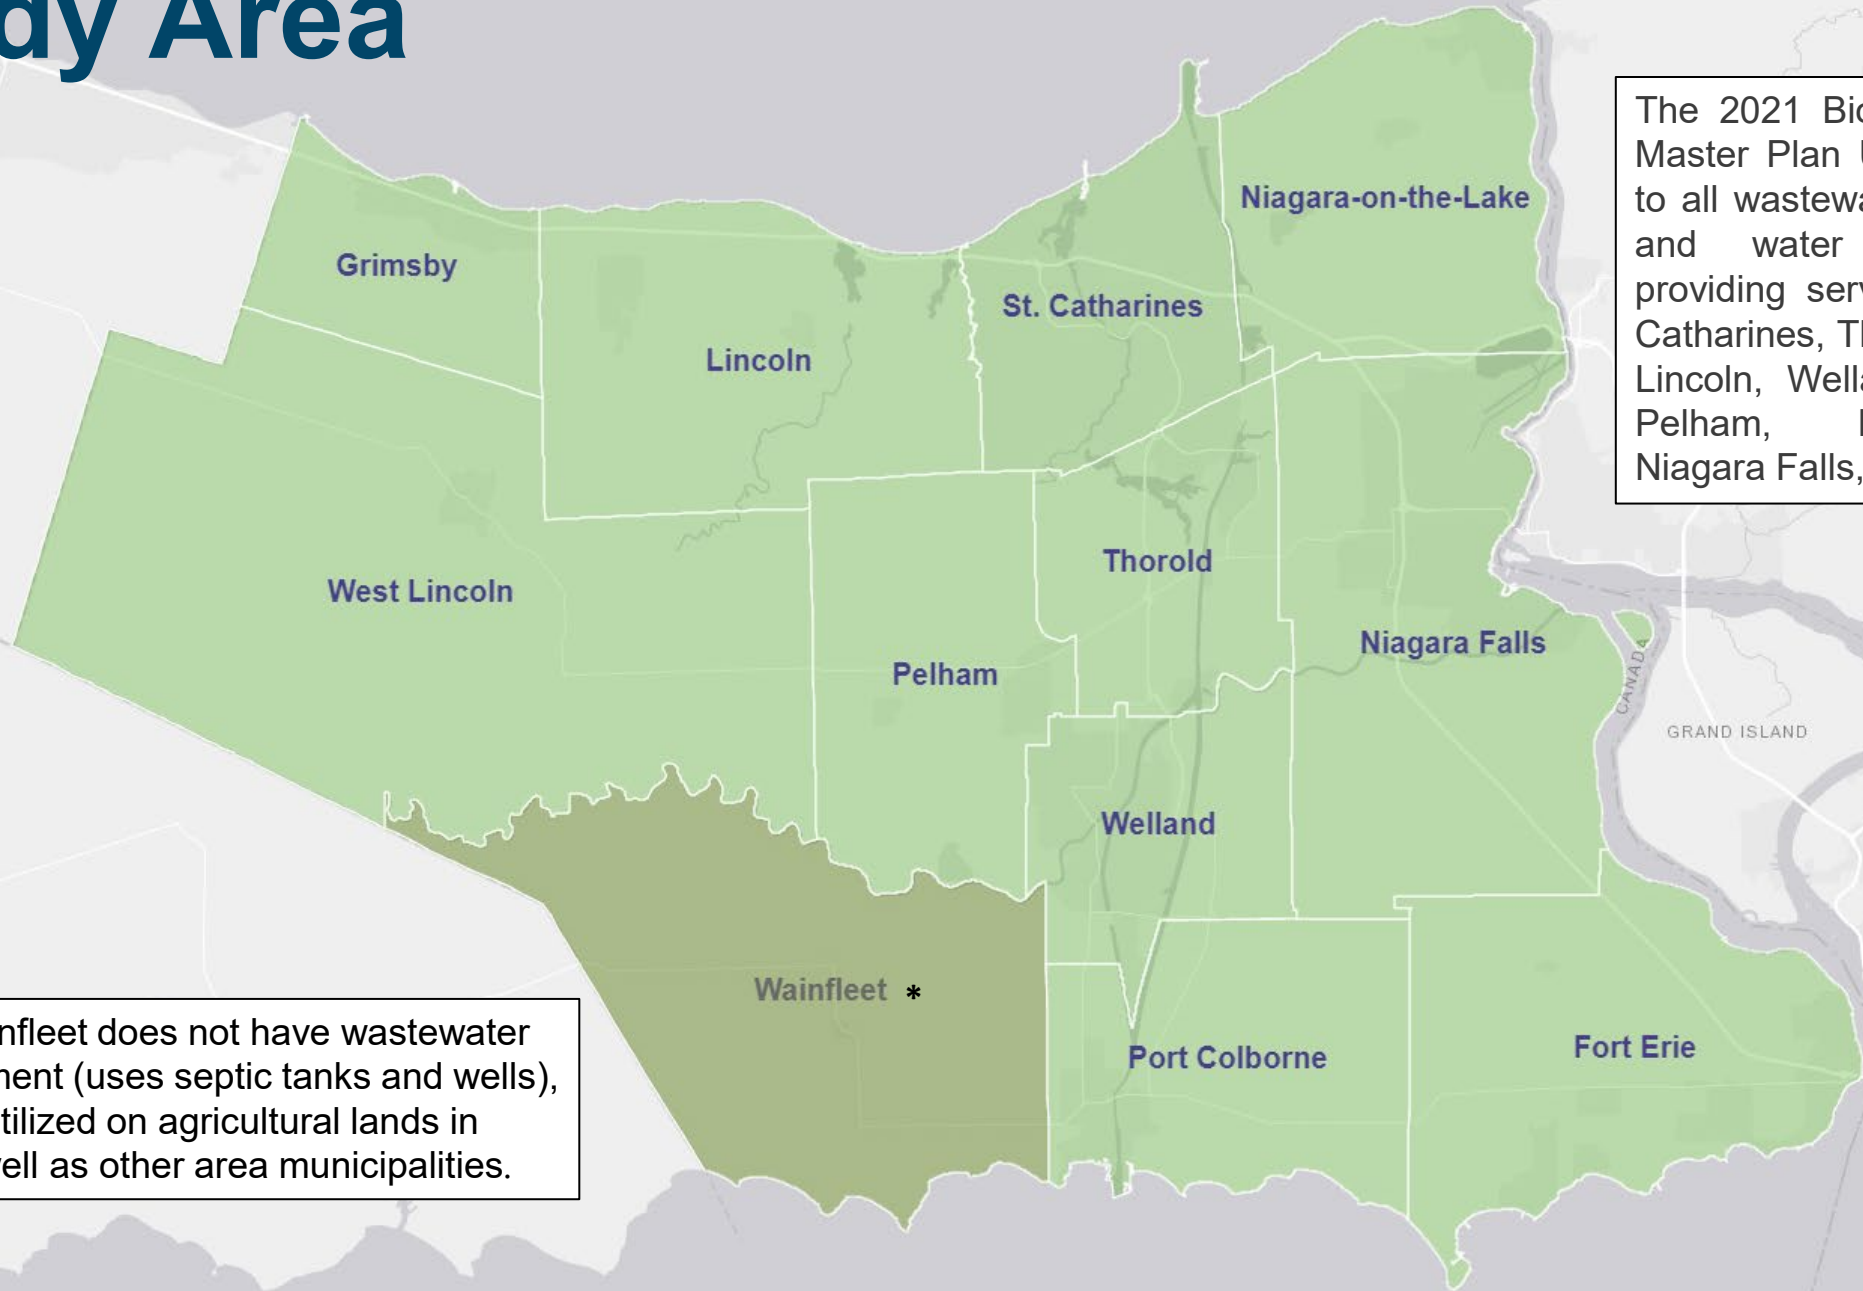 dy Area
The 2021 Bio
Master Plan
to all wastewa
and water
providing serv
Catharines, Th
Lincoln, Wella
Pelham,
Niagara Falls,
Niagara-on-the-Lake
Grimsby
St. Catharines
Lincoln
Thorold
West Lincoln
Niagara Falls
Pelham
CANADA
GRAND ISLAND
Welland
Wainfleet *
Port Colborne
Fort Erie
nfleet does not have wastewater
ment (uses septic tanks and wells),
tilized on agricultural lands in
well as other area municipalities.